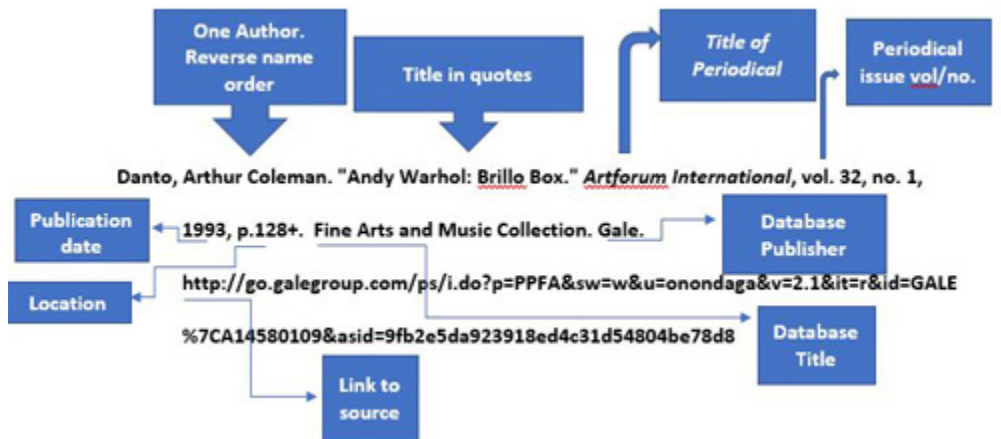 One Author.
Reverse name
order
Title in quotes
Title of
Periodical
Periodical
issue vol/no.
Danto, Arthur Coleman. "Andy Warhol: Brillo Box." Artforum International, vol. 32, no. 1,
Publication
date
1993, p.128+. Fine Arts and Music Collection. Gale.
Database
Publisher
Location
http://go.galegroup.com/ps/i.do?p=PPFA&sw=w&u=onondaga&v=2.1&it=r&id=GALE
%7CA14580109&asid=9fb2e5da923918ed4c31d54804be78d8
Database
Title
Link to
source